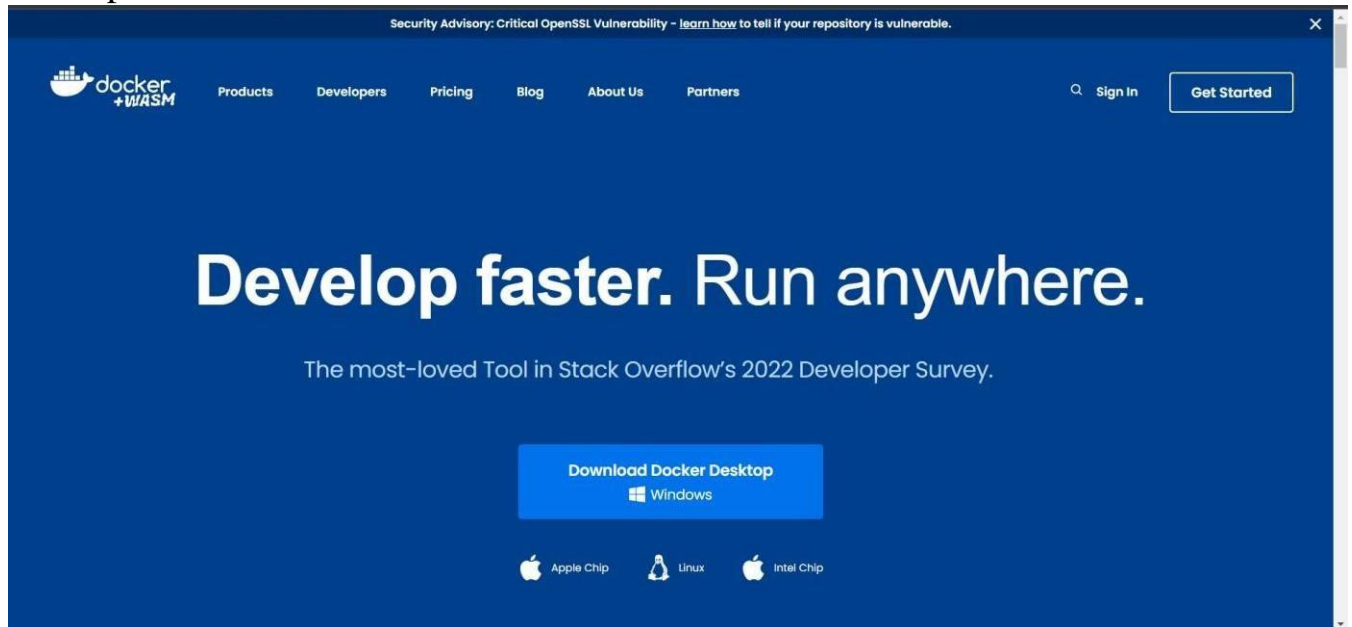 Security Advisory: Critical OpenSSL Vulnerability – learn how to tell if your repository is vulnerable.
docker
+WASM
Products Developers Pricing Blog About Us Partners Sign In Get Started
Develop faster. Run anywhere.
The most-loved Tool in Stack Overflow's 2022 Developer Survey.
Download Docker Desktop
Windows
Apple Chip Linux Intel Chip